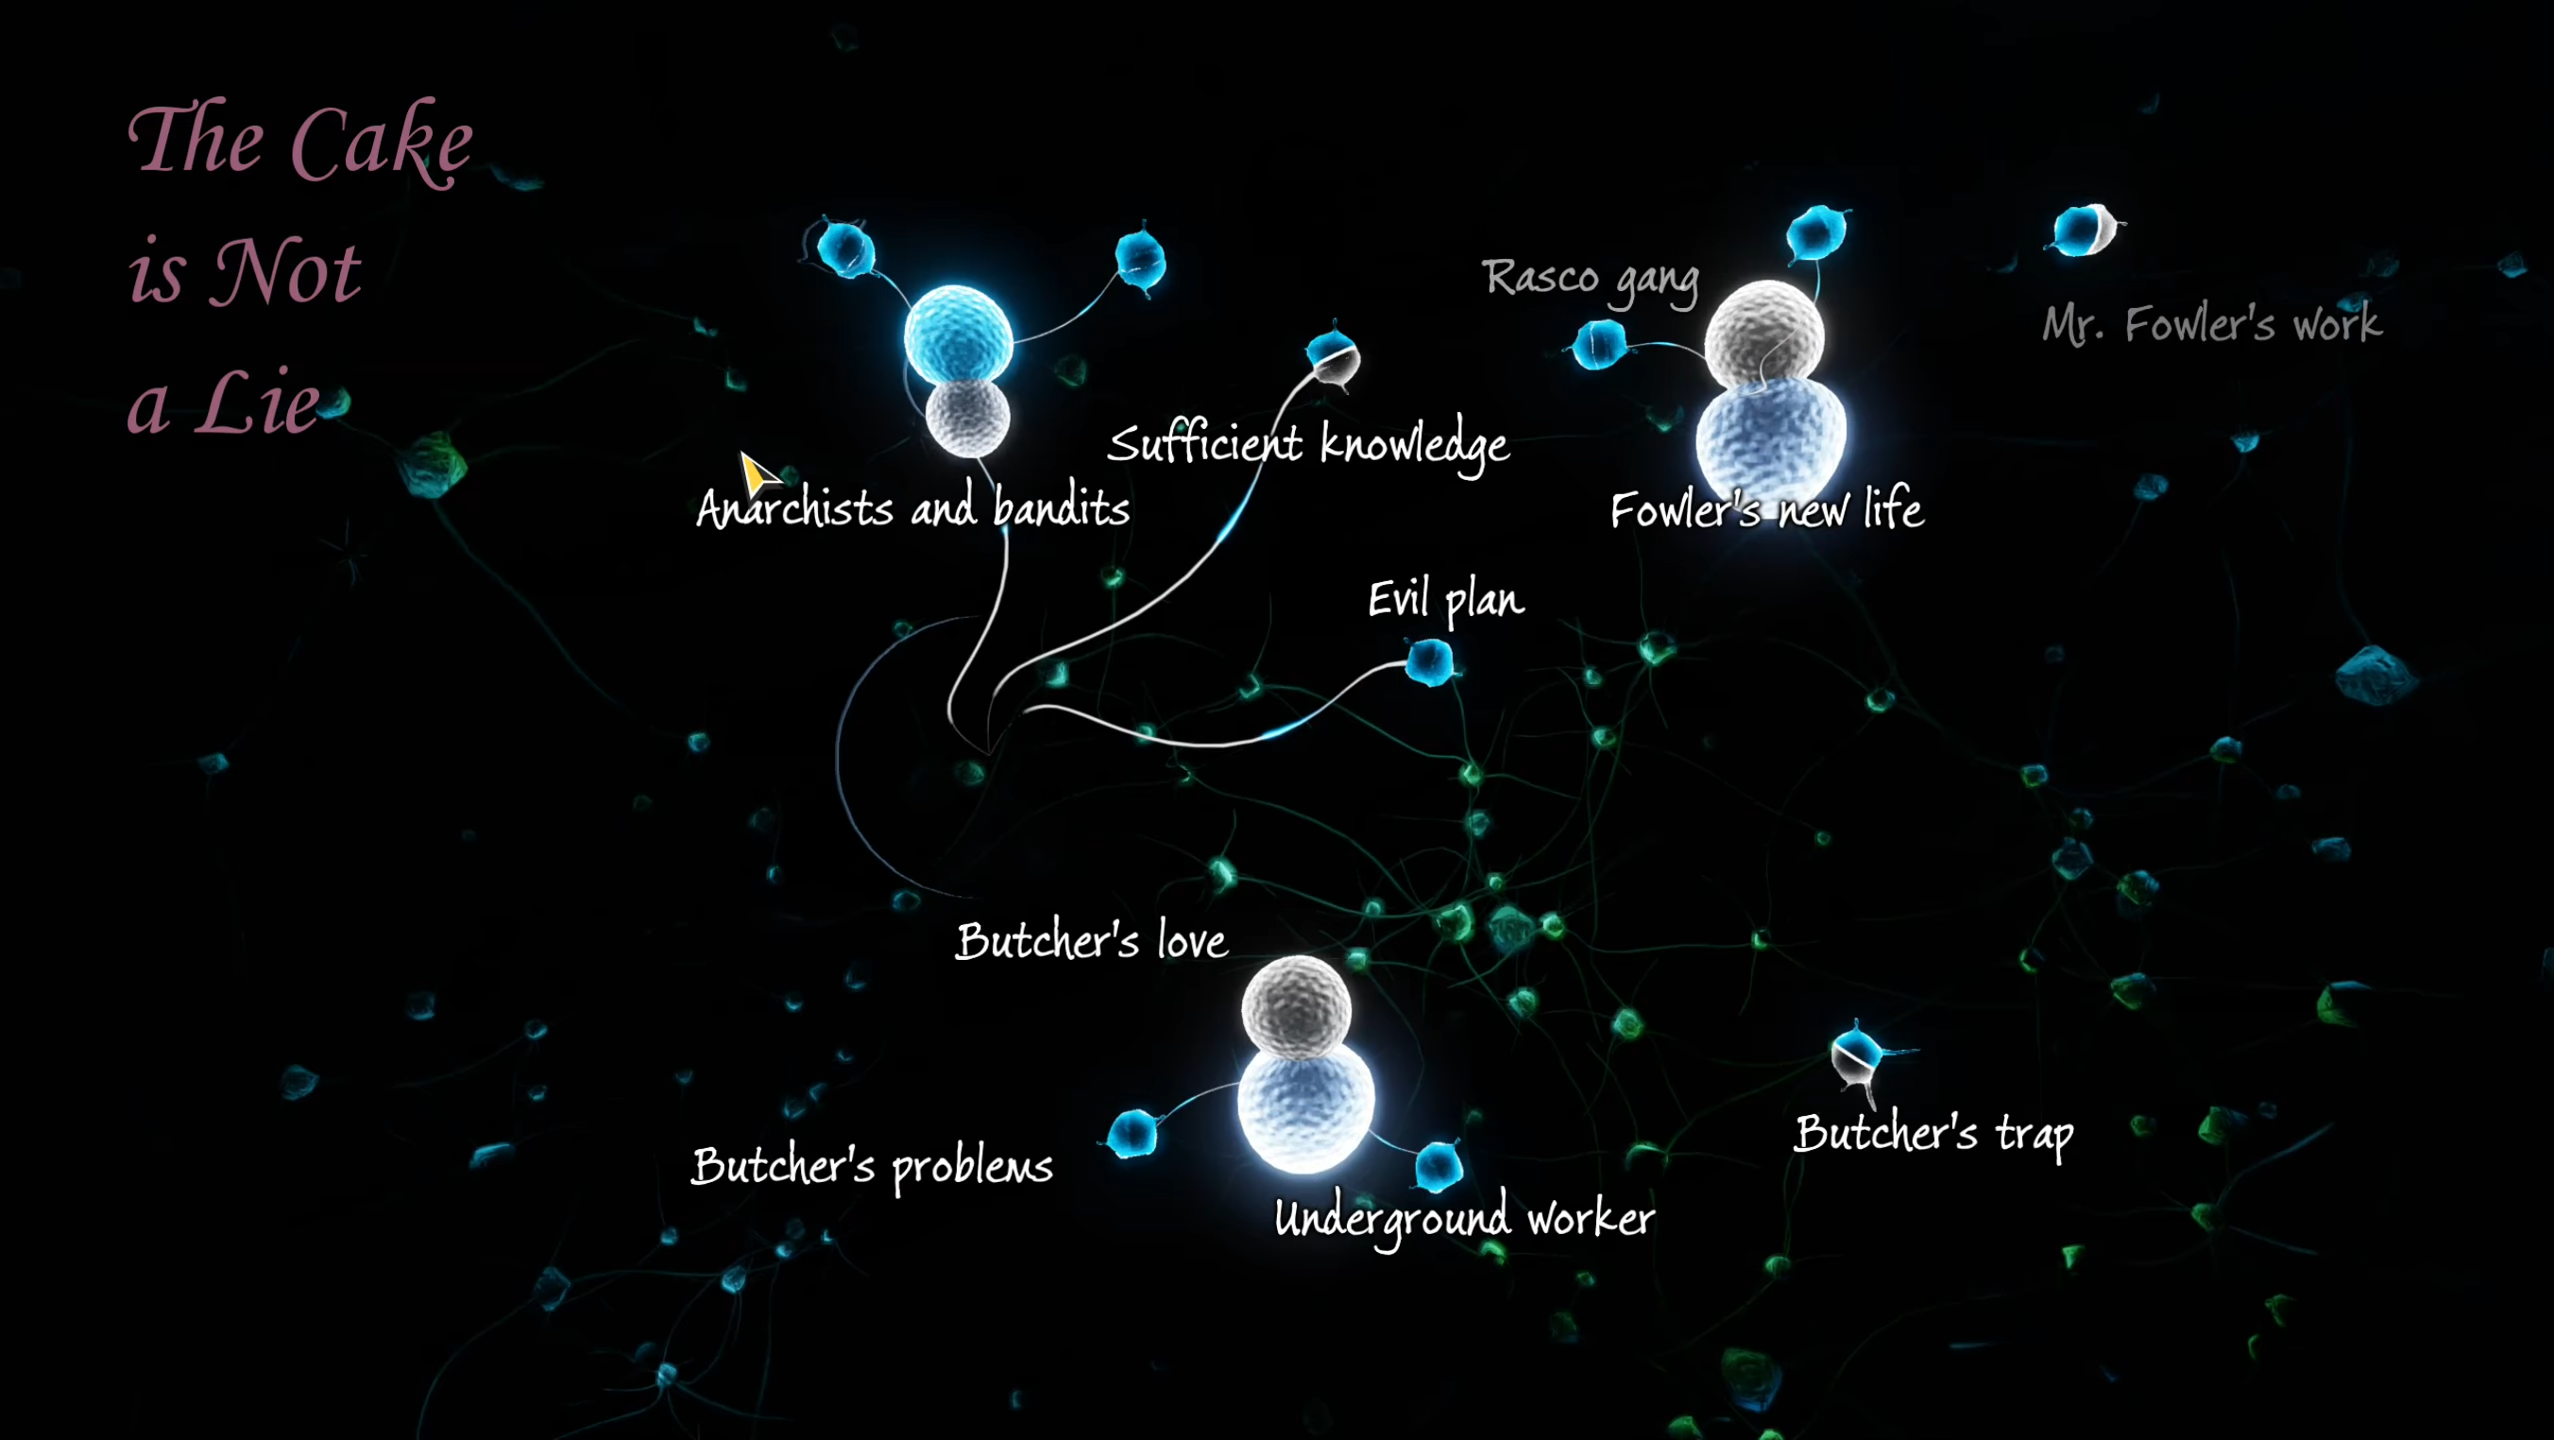 The Cake
is Not
a Lie
Rasco gang
Mr. Fowler's work
Sufficient knowledge
Anarchists and bandits
Fowler's new life
Evil plan
Butcher's love
Butcher's trap
Butcher's problems
Underground worker